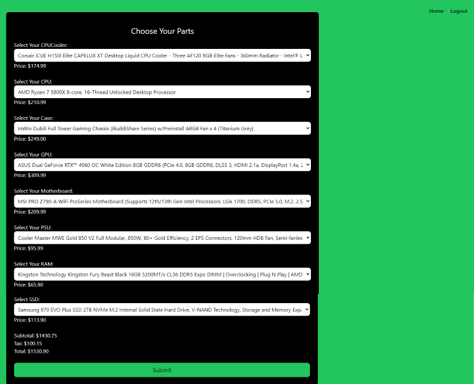 Home Logout
Choose Your Parts
Select Your CPUCooler:
Corsair iCUE H150i Elite CAPELLIX XT Desktop Liquid CPU Cooler - Three AF120 RGB Elite Fans - 360mm Radiator - Intel® L
Price: $174.99
Select Your CPU:
AMD Ryzen 7 5800X 8-core, 16-Thread Unlocked Desktop Processor
Price: $210.99
Select Your Case:
InWin Dubili Full Tower Gaming Chassis (iBuildiShare Series) w/Preinstall ARGB Fan x 4 (Titanium Grey)
Price: $249.00
Select Your GPU:
ASUS Dual GeForce RTX™ 4060 OC White Edition 8GB GDDR6 (PCIe 4.0, 8GB GDDR6, DLSS 3, HDMI 2.1a, DisplayPort 1.4a, 2
Price: $309.99
Select Your Motherboard:
MSI PRO Z790-A WiFi ProSeries Motherboard (Supports 12th/13th Gen Intel Processors, LGA 1700, DDR5, PCIe 5.0, M.2, 2.5
Price: $209.99
Select Your PSU:
Cooler Master MWE Gold 850 V2 Full Modular, 850W, 80+ Gold Efficiency, 2 EPS Connectors, 120mm HDB Fan, Semi-fanles
Price: $95.99
Select Your RAM:
Kingston Technology Kingston Fury Beast Black 16GB 5200MT/s CL36 DDR5 Expo DIMM | Overclocking | Plug N Play | AMD
Price: $65.90
Select SSD:
Samsung 970 EVO Plus SSD 2TB NVMe M.2 Internal Solid State Hard Drive, V-NAND Technology, Storage and Memory Exp
Price: $113.90
Subtotal: $1430.75
Tax: $100.15
Total: $1530.90
Submit